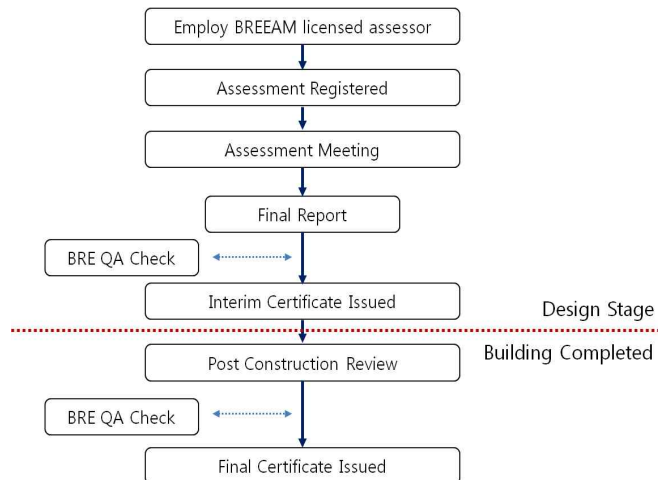 Employ BREEAM licensed assessor
Assessment Registered
Assessment Meeting
Final Report
BRE QA Check
Interim Certificate Issued
Design Stage
Building Completed
Post Construction Review
BRE QA Check
Final Certificate Issued